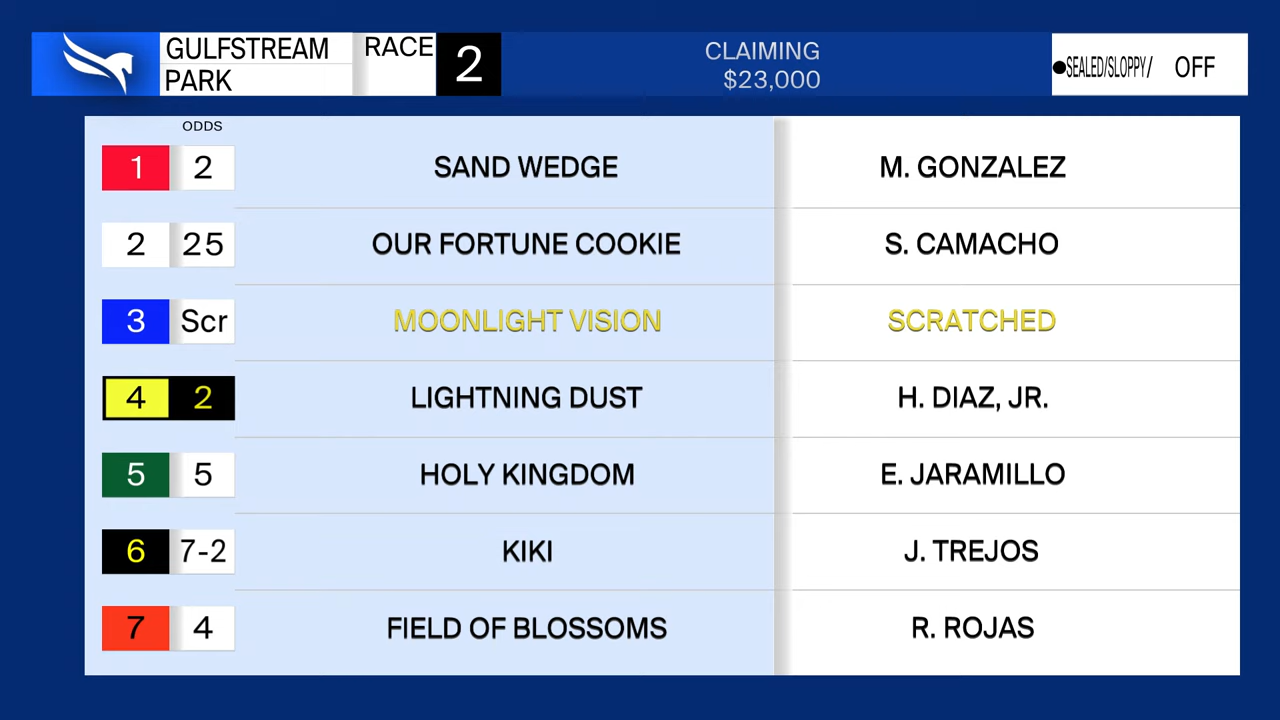 GULFSTREAM PARK RACE 2 CLAIMING $23,000 ●SEALED/SLOPPY/ OFF
ODDS
1 2 SAND WEDGE M. GONZALEZ
2 25 OUR FORTUNE COOKIE S. CAMACHO
3 Scr MOONLIGHT VISION SCRATCHED
4 2 LIGHTNING DUST H. DIAZ, JR.
5 5 HOLY KINGDOM E. JARAMILLO
6 7-2 KIKI J. TREJOS
7 4 FIELD OF BLOSSOMS R. ROJAS